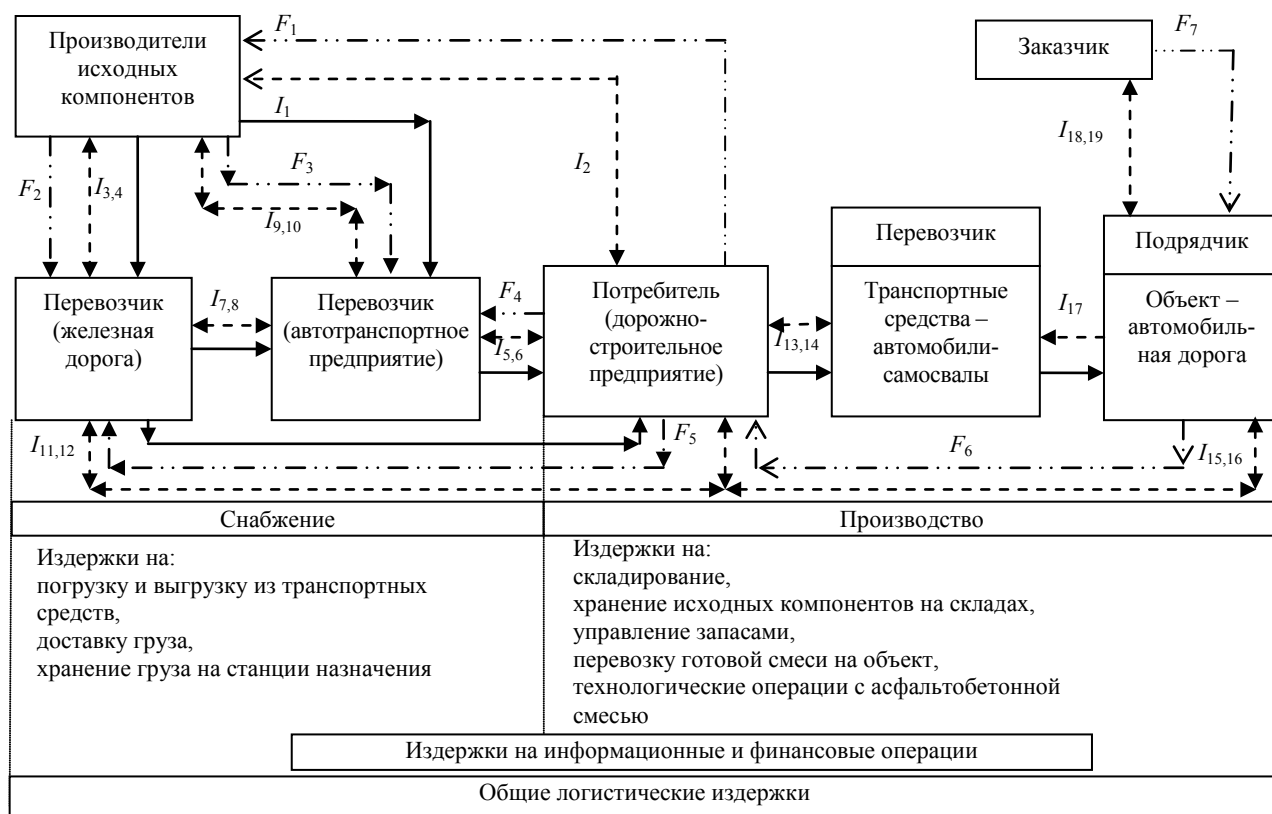 Производители
исходных
компонентов
F1
I1
I2
F2
I3,4
F3
I9,10
Заказчик
F7
I18,19
Перевозчик
(железная
дорога)
I7,8
Перевозчик
(автотранспортное
предприятие)
F4
I5,6
Потребитель
(дорожно-
строительное
предприятие)
I13,14
Перевозчик
Транспортные
средства –
автомобили-
самосвалы
I17
Подрядчик
Объект –
автомобиль-
ная дорога
I11,12
F5
F6
I15,16
Снабжение
Производство
Издержки на:
погрузку и выгрузку из транспортных
средств,
доставку груза,
хранение груза на станции назначения
Издержки на:
складирование,
хранение исходных компонентов на складах,
управление запасами,
перевозку готовой смеси на объект,
технологические операции с асфальтобетонной
смесью
Издержки на информационные и финансовые операции
Общие логистические издержки